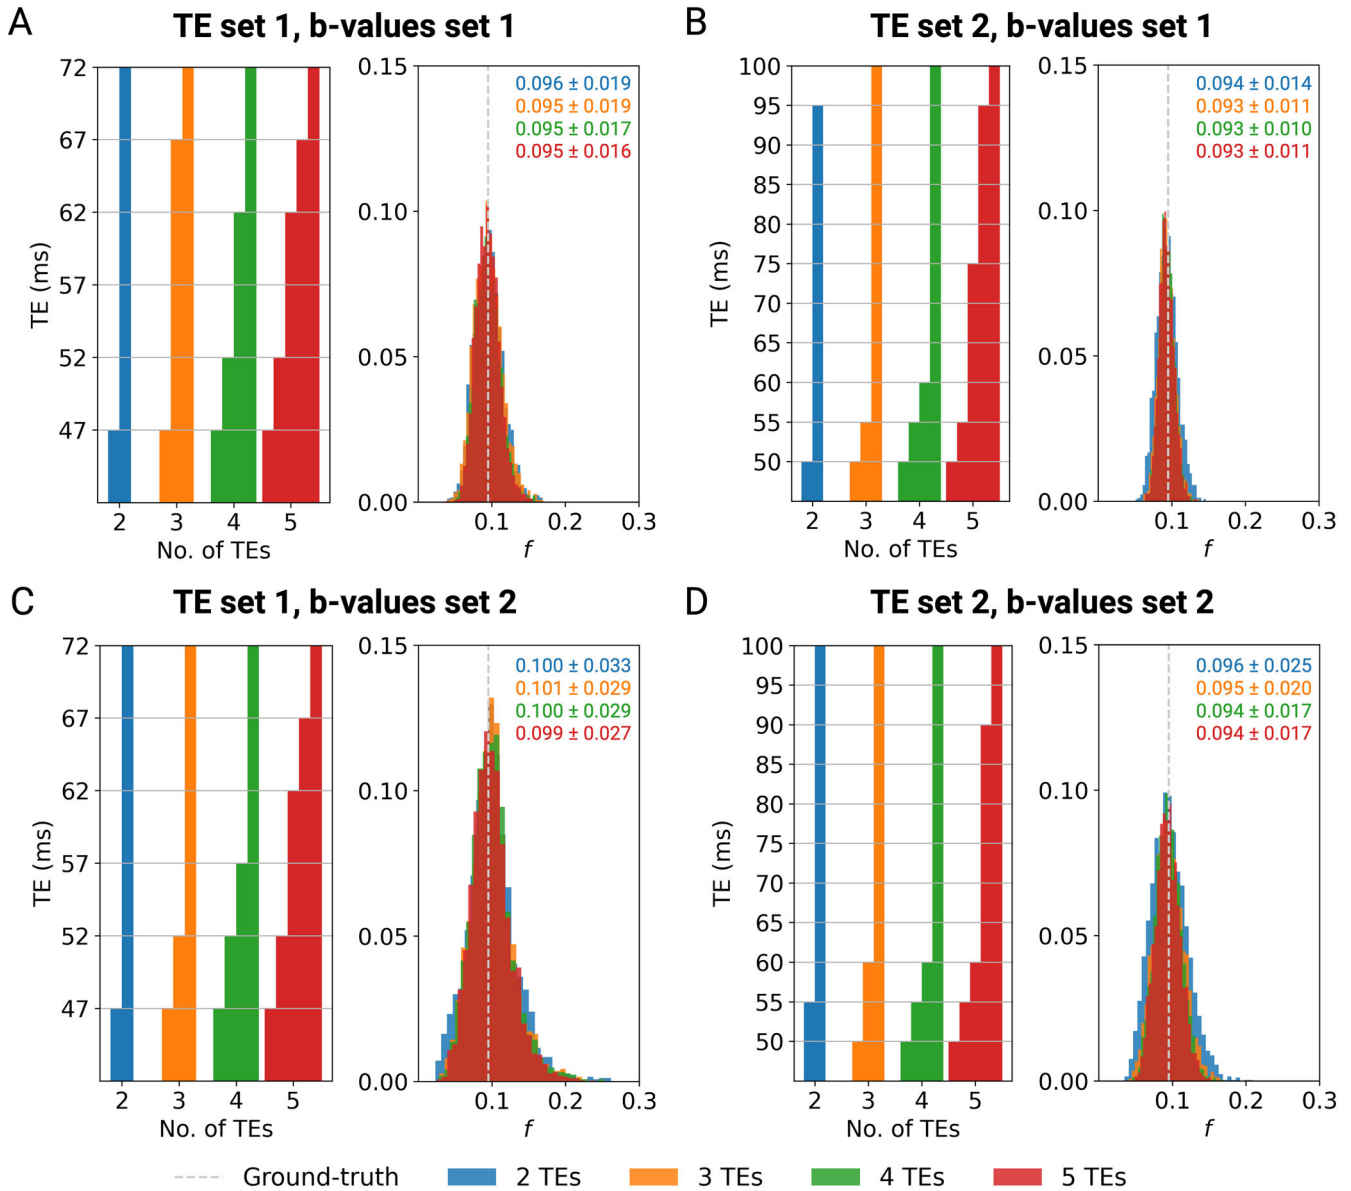 A
TE set 1, b-values set 1
72
67
62
57
52
47
TE (ms)
2 3 4 5
No. of TEs
0.15
0.10
0.05
0.00
0.096 ± 0.019
0.095 ± 0.019
0.095 ± 0.017
0.095 ± 0.016
0.1 0.2 0.3
f
B
TE set 2, b-values set 1
100
95
90
85
80
75
70
65
60
55
50
TE (ms)
2 3 4 5
No. of TEs
0.15
0.10
0.05
0.00
0.094 ± 0.014
0.093 ± 0.011
0.093 ± 0.010
0.093 ± 0.011
0.1 0.2 0.3
f
C
TE set 1, b-values set 2
72
67
62
57
52
47
TE (ms)
2 3 4 5
No. of TEs
0.15
0.10
0.05
0.00
0.100 ± 0.033
0.101 ± 0.029
0.100 ± 0.029
0.099 ± 0.027
0.1 0.2 0.3
f
D
TE set 2, b-values set 2
100
95
90
85
80
75
70
65
60
55
50
TE (ms)
2 3 4 5
No. of TEs
0.15
0.10
0.05
0.00
0.096 ± 0.025
0.095 ± 0.020
0.094 ± 0.017
0.094 ± 0.017
0.1 0.2 0.3
f
Ground-truth 2 TEs 3 TEs 4 TEs 5 TEs